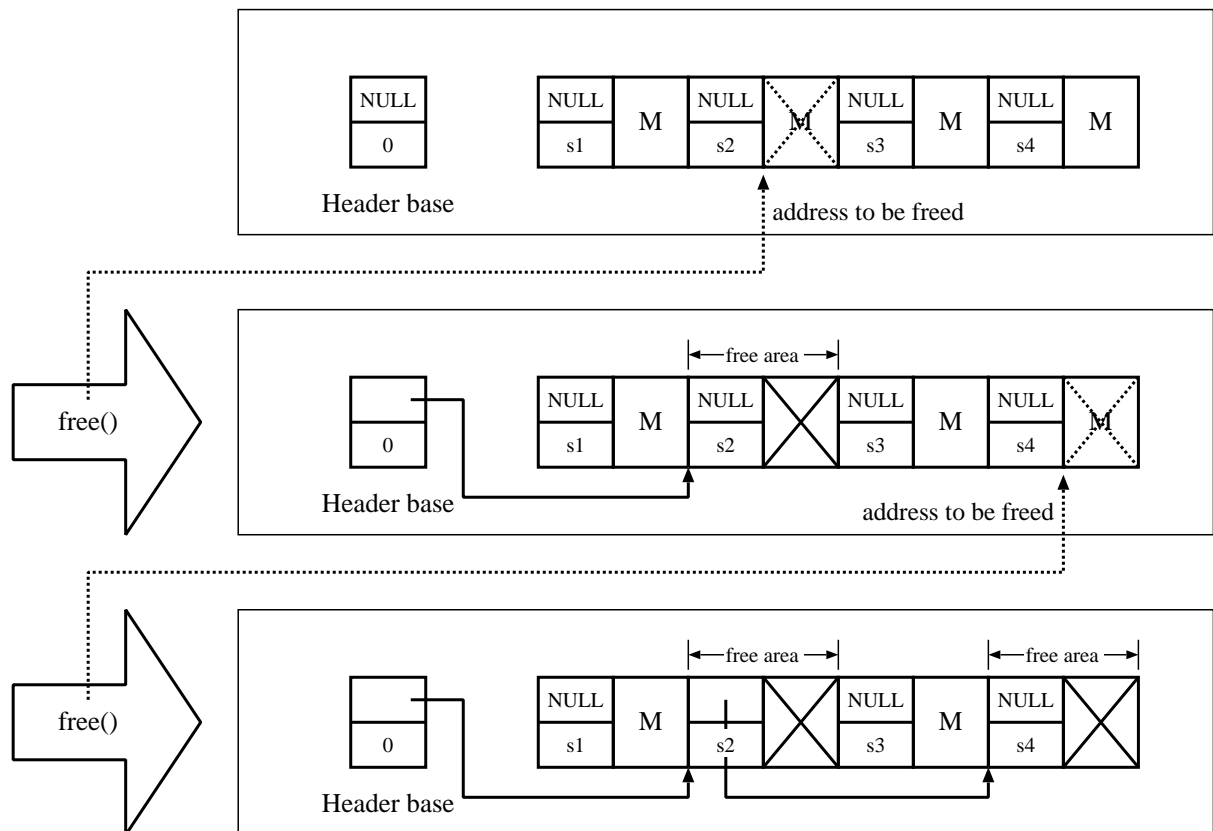 NULL NULL NULL NULL NULL
M M M M
0 s1 s2 s3 s4
Header base
address to be freed
free area
NULL NULL NULL NULL
free() M M M
0 s1 s2 s3 s4
Header base
address to be freed
free area free area
NULL NULL NULL
free() M M
0 s1 s2 s3 s4
Header base